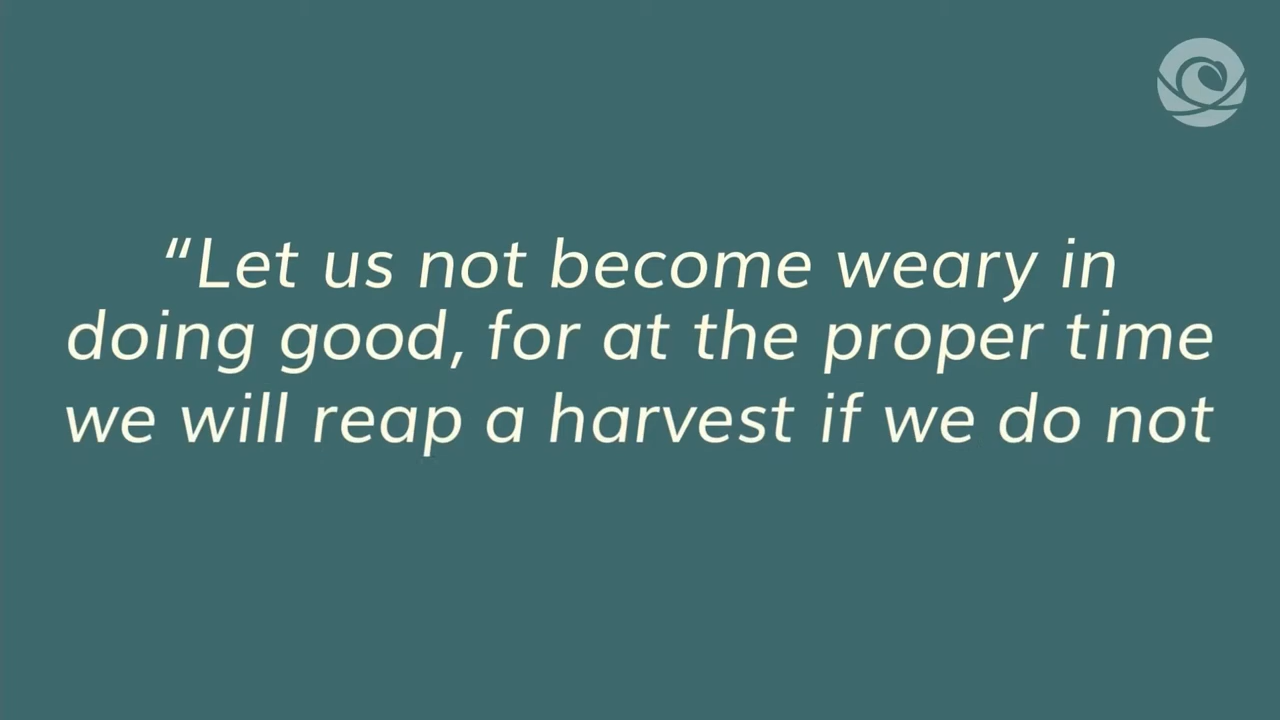 “Let us not become weary in
doing good, for at the proper time
we will reap a harvest if we do not